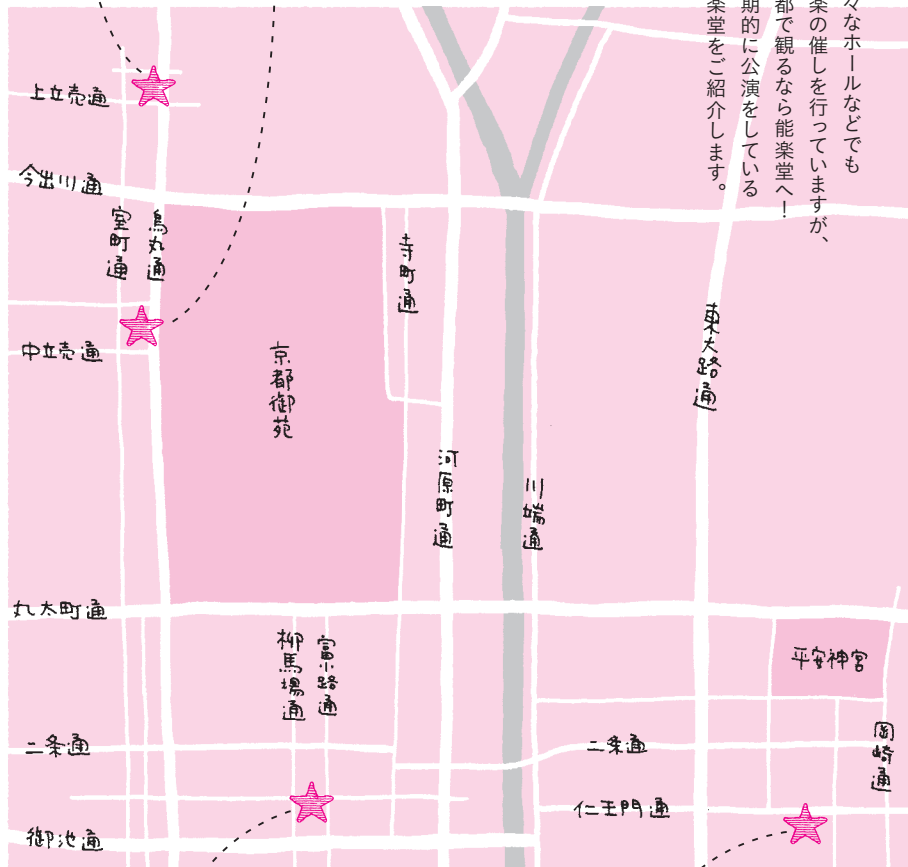 々なホールなどでも
楽の催しを行っていますが、
都で観るなら能楽堂へ！
期的に公演をしている
楽堂をご紹介します。
上立売通
今出川通
室町通
烏丸通
寺町通
中立売通
京都御苑
東大路通
河原町通
川端通
丸太町通
柳馬場通
富小路通
平安神宮
二条通
二条通
岡崎通
仁王門通
御池通